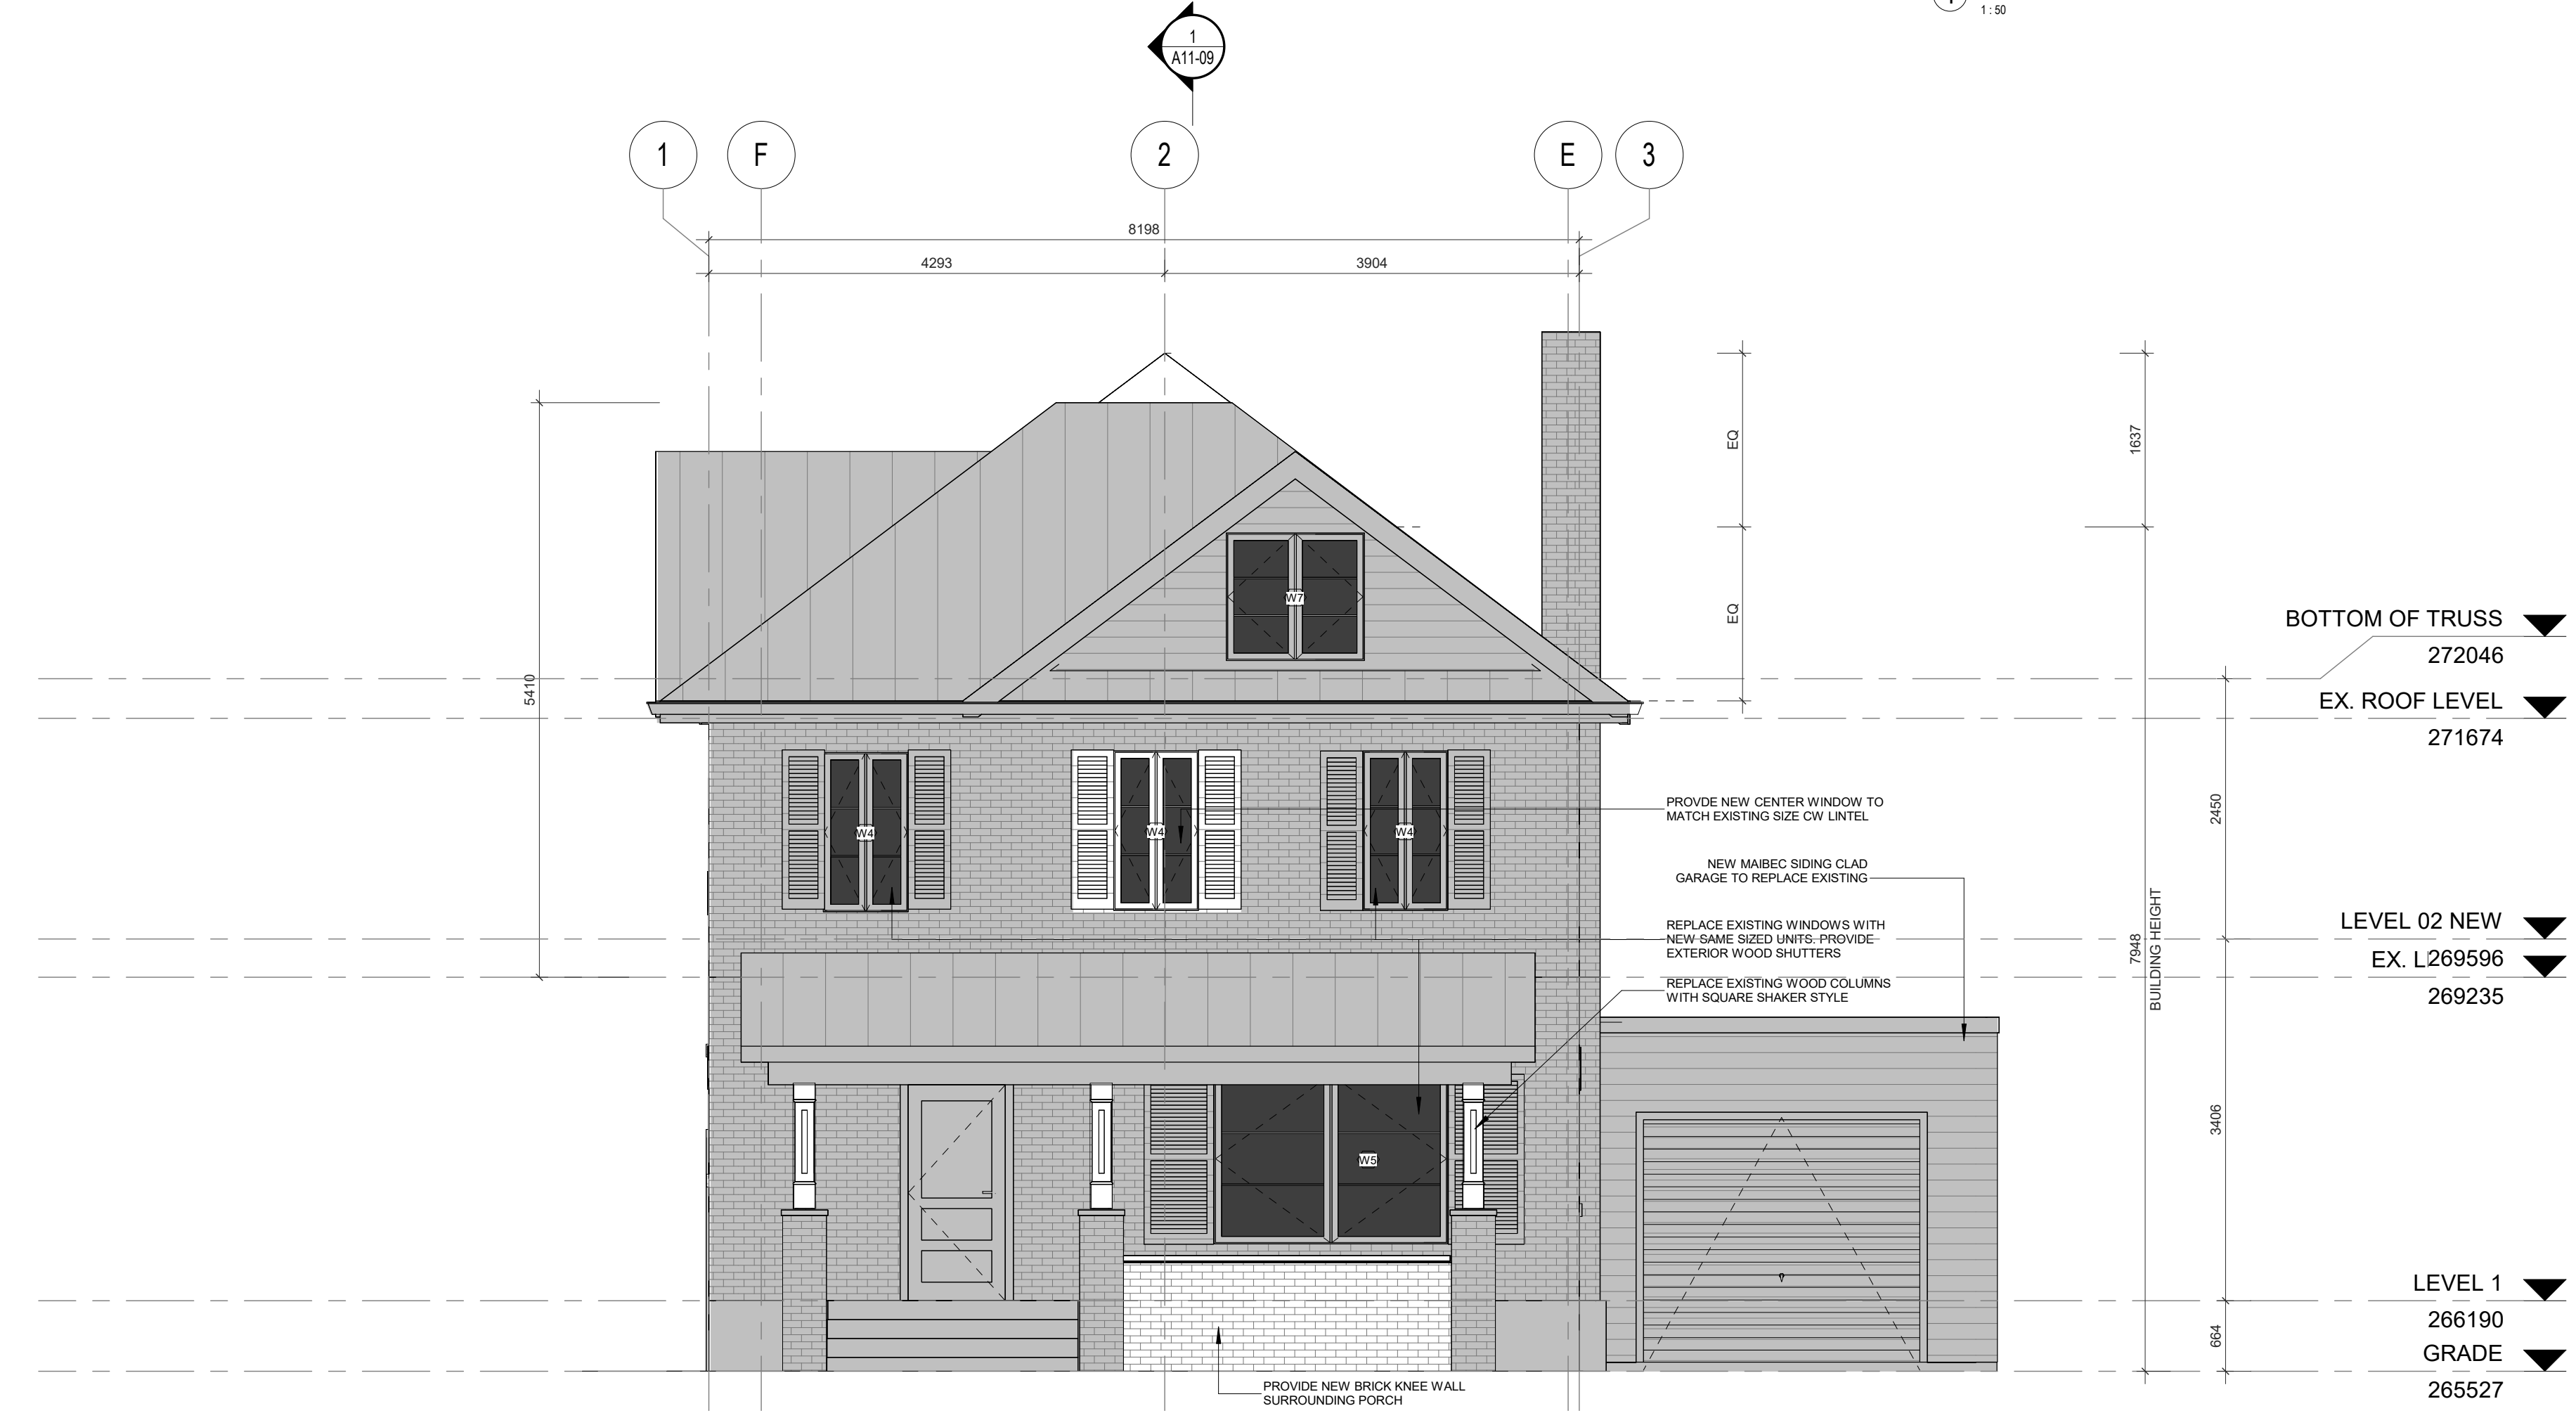 1 : 50
1
A11-09
1
F
2
E
3
8198
4293
3904
5410
EQ
EQ
1637
7948
BUILDING HEIGHT
2450
3406
664
W7
W4
W4
W4
W5
PROVDE NEW CENTER WINDOW TO
MATCH EXISTING SIZE CW LINTEL
NEW MAIBEC SIDING CLAD
GARAGE TO REPLACE EXISTING
REPLACE EXISTING WINDOWS WITH
NEW SAME SIZED UNITS. PROVIDE
EXTERIOR WOOD SHUTTERS
REPLACE EXISTING WOOD COLUMNS
WITH SQUARE SHAKER STYLE
PROVIDE NEW BRICK KNEE WALL
SURROUNDING PORCH
BOTTOM OF TRUSS
272046
EX. ROOF LEVEL
271674
LEVEL 02 NEW
269596
EX.
269235
LEVEL 1
266190
GRADE
265527